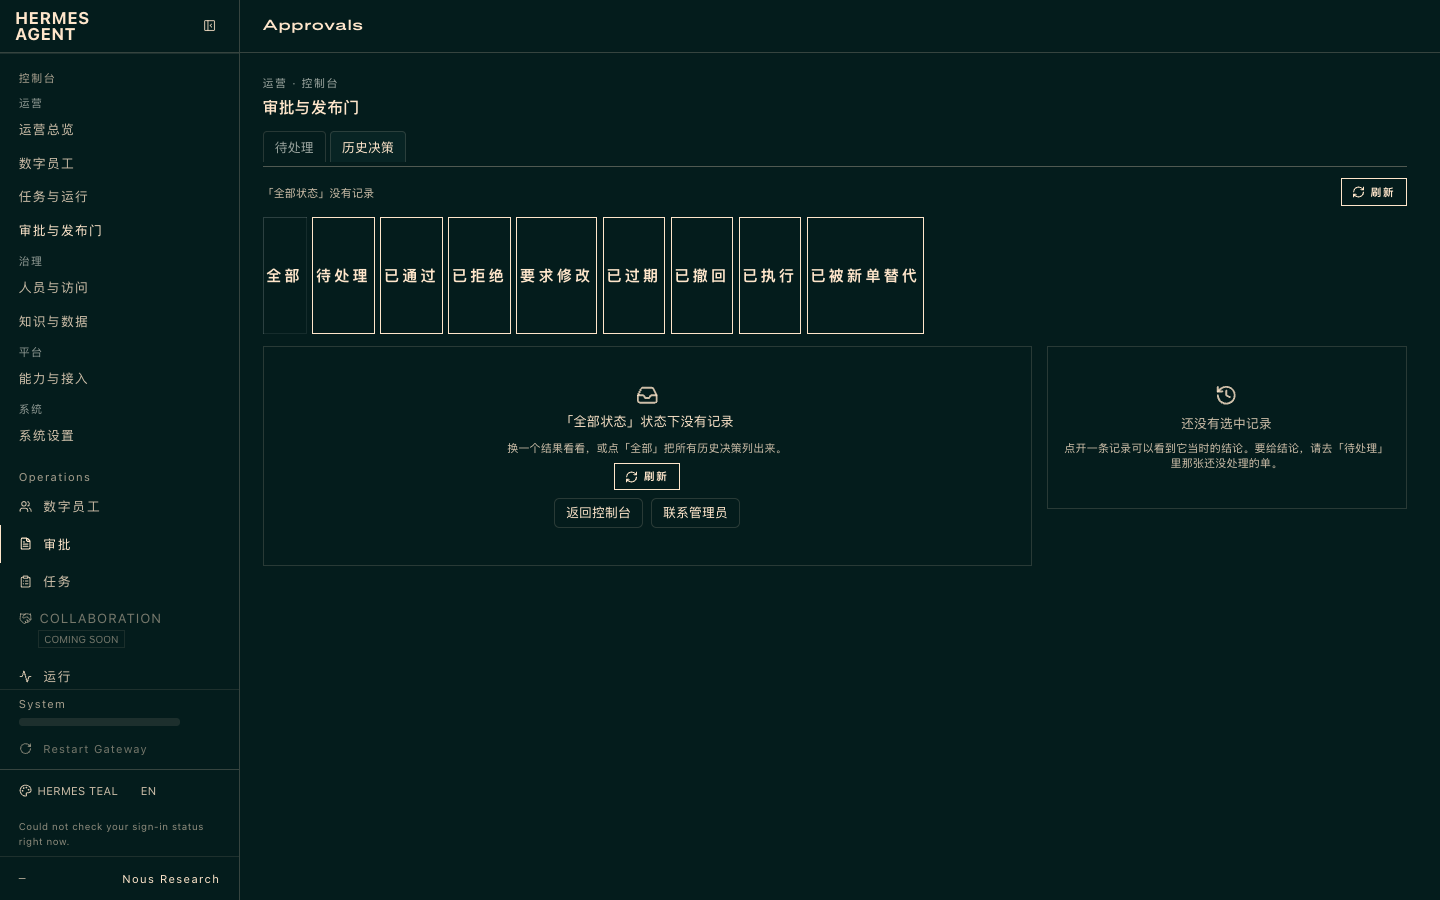 HERMES
AGENT
Approvals
控制台
运营
运营总览
数字员工
任务与运行
审批与发布门
治理
人员与访问
知识与数据
平台
能力与接入
系统
系统设置
Operations
数字员工
审批
任务
COLLABORATION
COMING SOON
运行
System
Restart Gateway
HERMES TEAL EN
Could not check your sign-in status
right now.
— Nous Research
运营 · 控制台
审批与发布门
待处理 历史决策
「全部状态」没有记录 刷新
全部 待处理 已通过 已拒绝 要求修改 已过期 已撤回 已执行 已被新单替代
「全部状态」状态下没有记录
换一个结果看看，或点「全部」把所有历史决策列出来。
刷新
返回控制台 联系管理员
还没有选中记录
点开一条记录可以看到它当时的结论。要给结论，请去「待处理」
里那张还没处理的单。